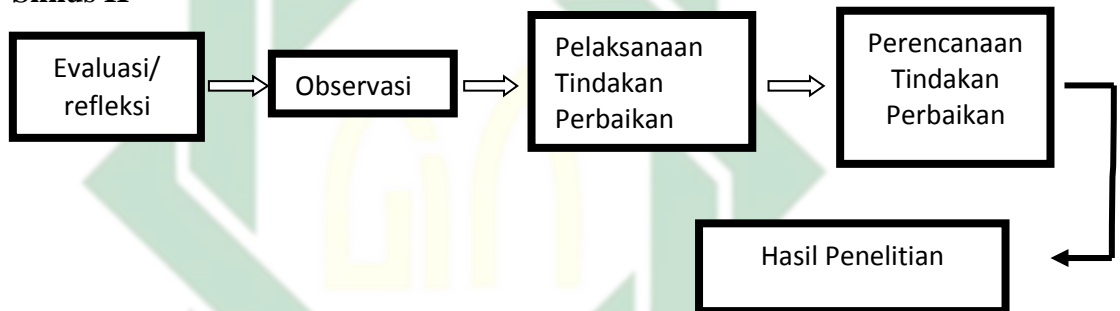 Siklus II
Evaluasi/
refleksi
Observasi
Pelaksanaan
Tindakan
Perbaikan
Perencanaan
Tindakan
Perbaikan
Hasil Penelitian